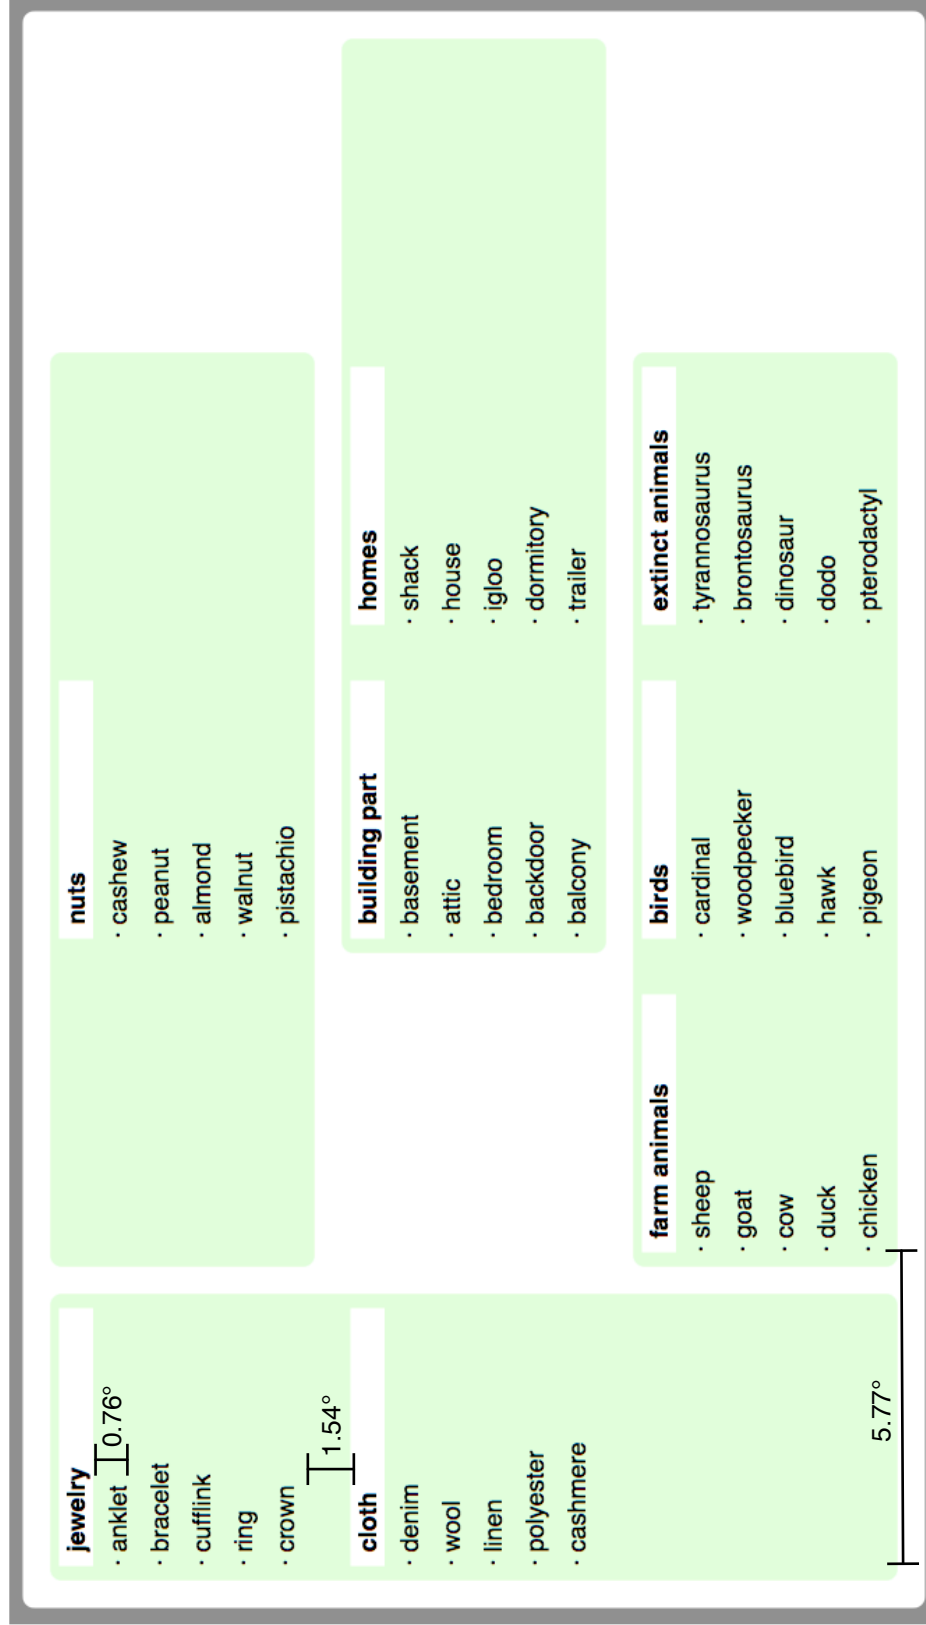 jewelry
· anklet
· bracelet
· cufflink
· ring
· crown
0.76°
1.54°
cloth
· denim
· wool
· linen
· polyester
· cashmere
5.77°
nuts
· cashew
· peanut
· almond
· walnut
· pistachio
building part
· basement
· attic
· bedroom
· backdoor
· balcony
homes
· shack
· house
· igloo
· dormitory
· trailer
farm animals
· sheep
· goat
· cow
· duck
· chicken
birds
· cardinal
· woodpecker
· bluebird
· hawk
· pigeon
extinct animals
· tyrannosaurus
· brontosaurus
· dinosaur
· dodo
· pterodactyl